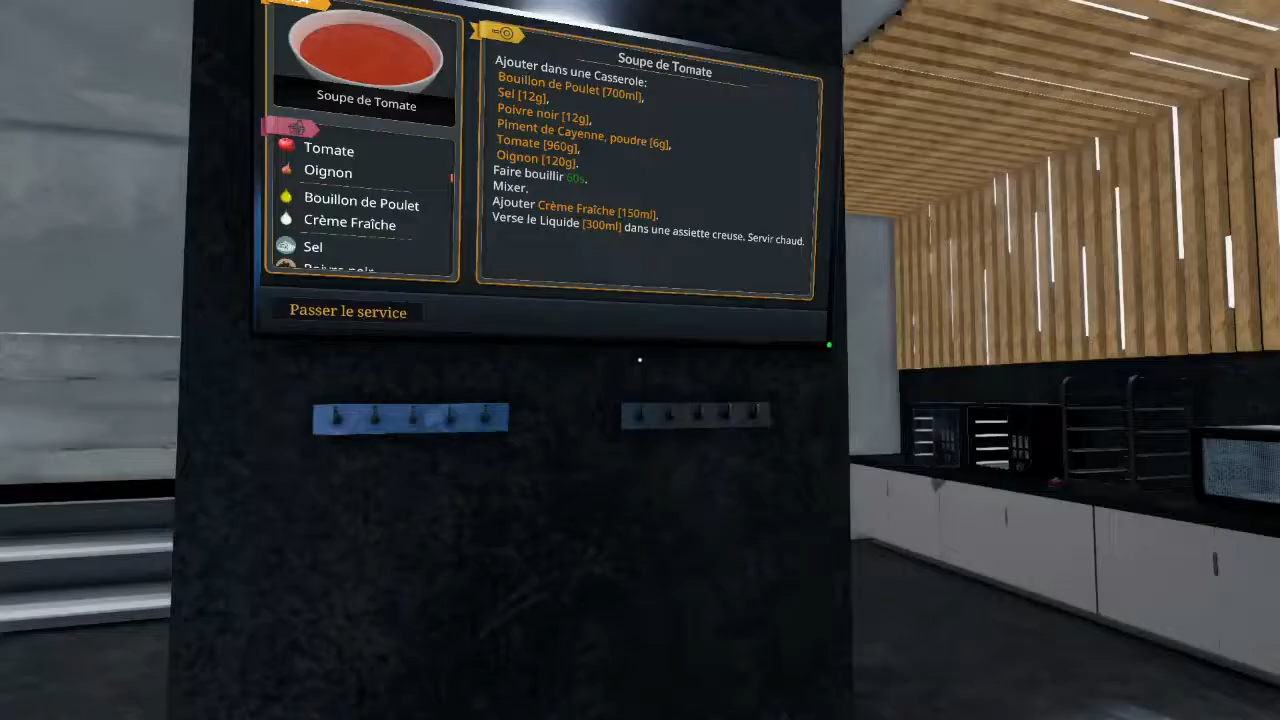 Soupe de Tomate
Tomate
Oignon
Bouillon de Poulet
Crème Fraîche
Sel
Poivre noir
Passer le service
Soupe de Tomate
Ajouter dans une Casserole:
Bouillon de Poulet [700ml],
Sel [12g],
Poivre noir [12g],
Piment de Cayenne, poudre [6g],
Tomate [960g],
Oignon [120g].
Faire bouillir 60s.
Mixer.
Ajouter Crème Fraîche [150ml].
Verse le Liquide [300ml] dans une assiette creuse. Servir chaud.